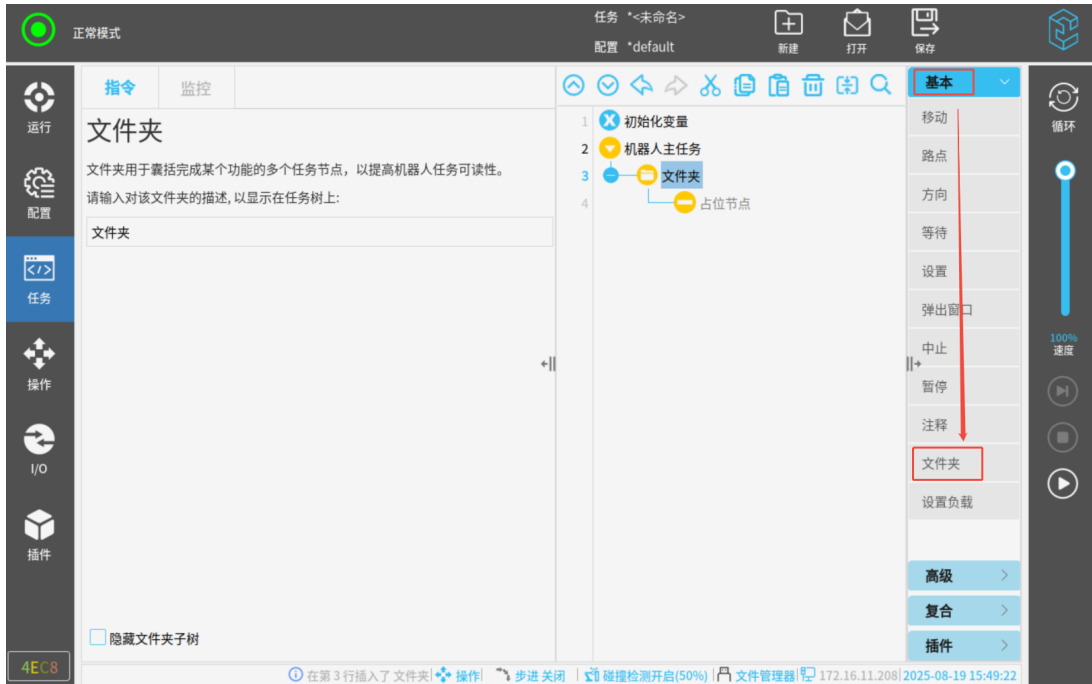 正常模式
任务 *<未命名>
配置 *default
新建
打开
保存
运行
配置
任务
操作
I/O
插件
4EC8
指令
监控
文件夹
文件夹用于囊括完成某个功能的多个任务节点，以提高机器人任务可读性。
请输入对该文件夹的描述,以显示在任务树上:
文件夹
隐藏文件夹子树
1 初始化变量
2 机器人主任务
3 文件夹
4 占位节点
基本
移动
路点
方向
等待
设置
弹出窗口
中止
暂停
注释
文件夹
设置负载
高级
复合
插件
循环
100%
速度
在第3行插入了 文件夹 操作 步进 关闭 碰撞检测开启(50%) 文件管理器 172.16.11.208 2025-08-19 15:49:22